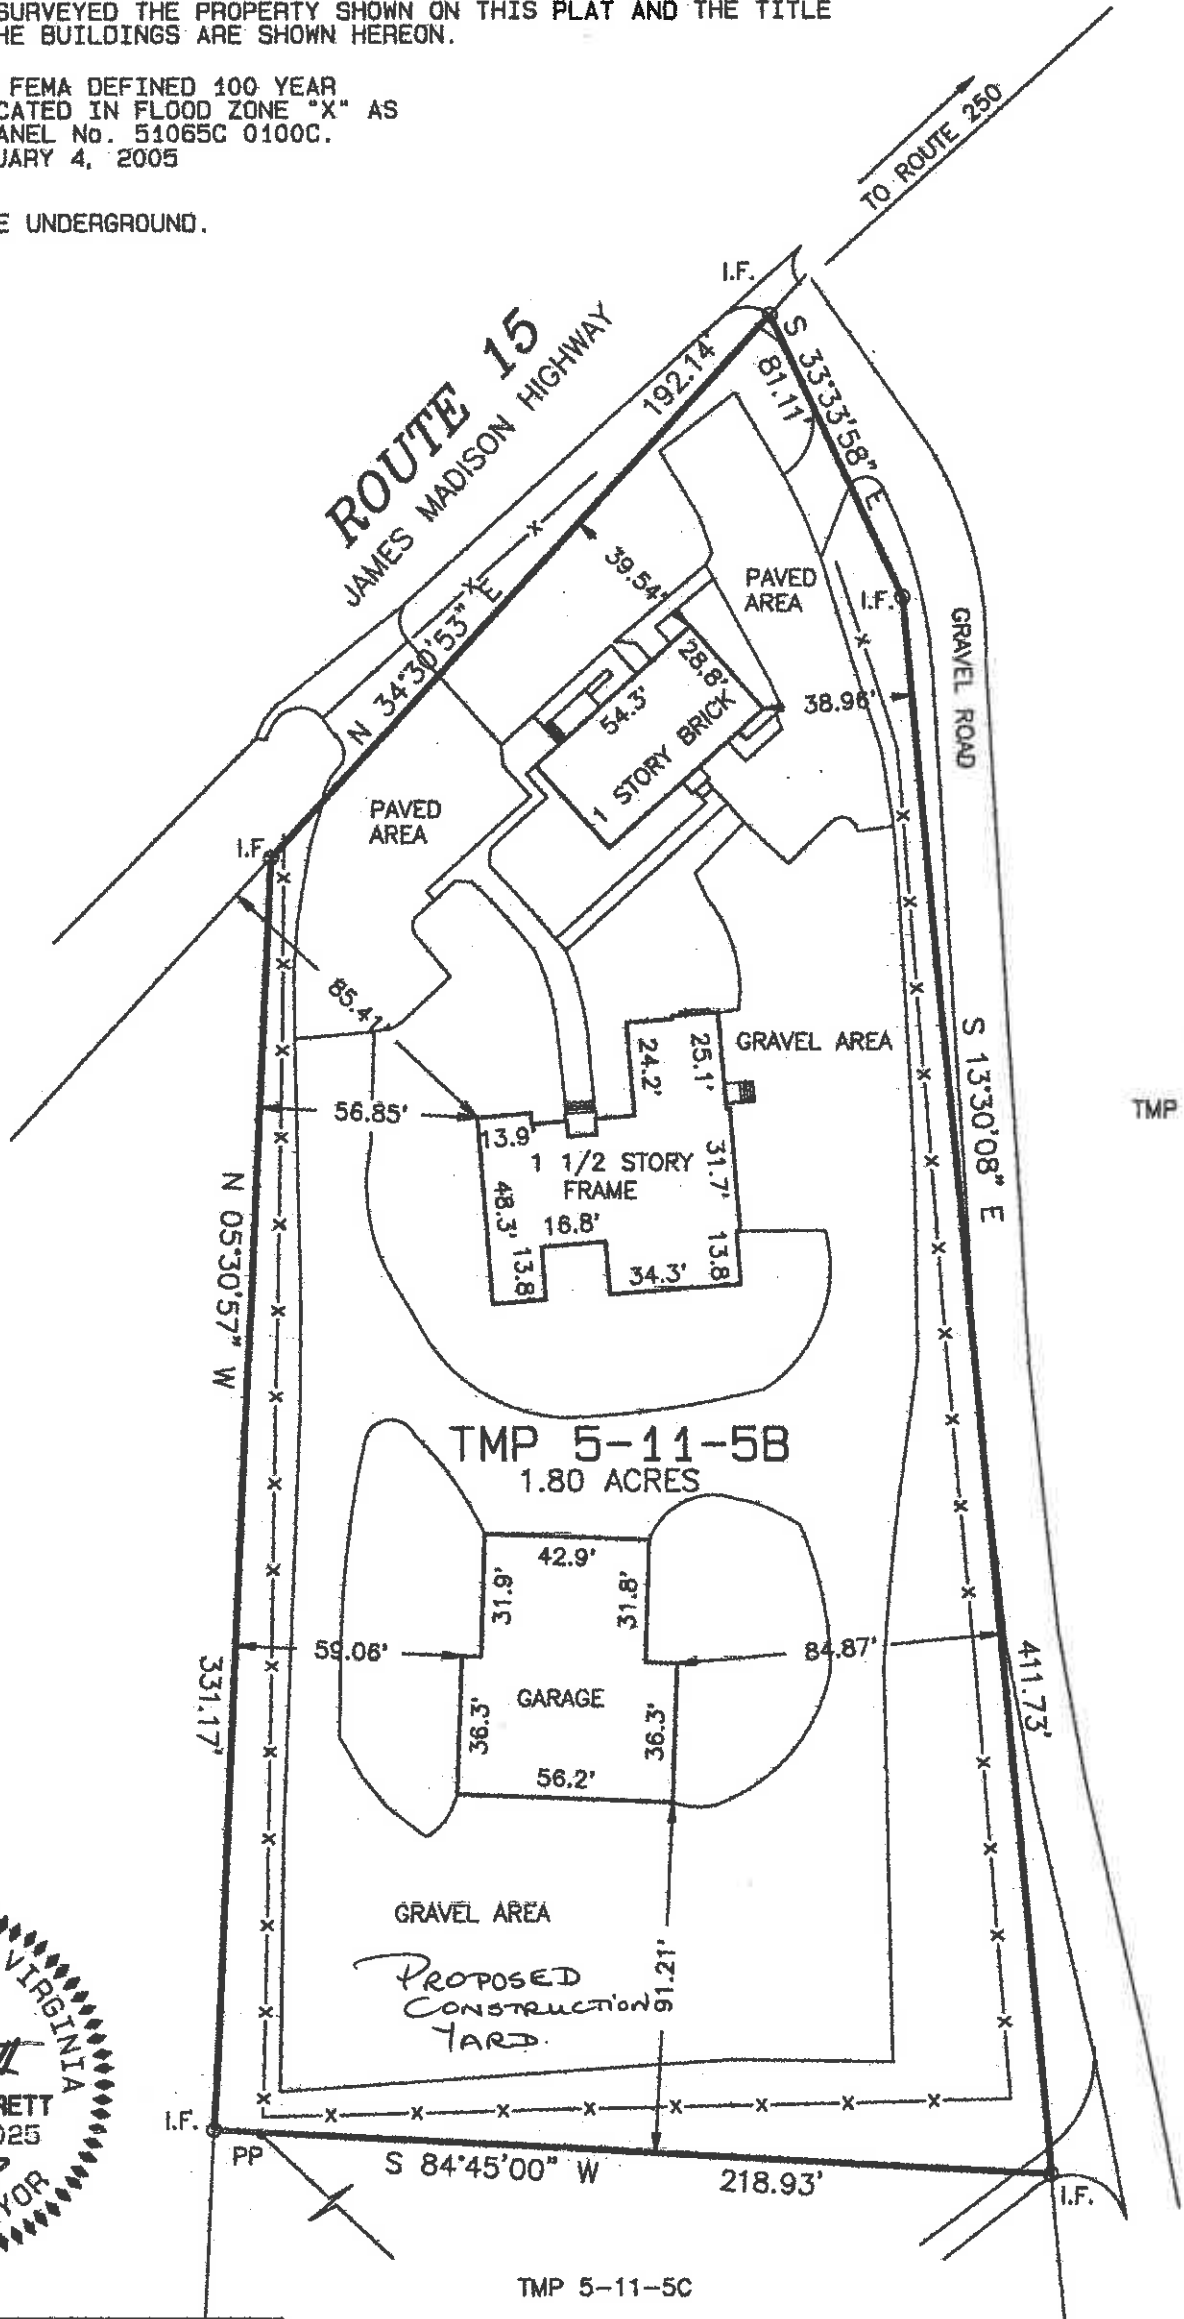 SURVEYED THE PROPERTY SHOWN ON THIS PLAT AND THE TITLE
HE BUILDINGS ARE SHOWN HEREON.
FEMA DEFINED 100 YEAR
CATED IN FLOOD ZONE "X" AS
ANEL No. 51065C 0100C.
UARY 4, 2005
E UNDERGROUND.
TO ROUTE 250
I.F.
ROUTE 15
JAMES MADISON HIGHWAY
192.14'
S 33°33'58" E
81.11'
N 34°30'53" E
39.54'
PAVED
AREA
I.F.
GRAVEL ROAD
28.8'
54.3'
1 STORY BRICK
38.96'
PAVED
AREA
I.F.
85.41'
GRAVEL AREA
24.2'
25.1'
S 13°30'08" E
TMP
56.85'
13.9'
1 1/2 STORY
FRAME
31.7'
48.3'
16.8'
13.8'
13.8'
34.3'
N 05°30'57" W
TMP 5-11-5B
1.80 ACRES
42.9'
31.9'
31.8'
59.06'
84.87'
411.73'
331.17'
GARAGE
36.3'
36.3'
56.2'
GRAVEL AREA
PROPOSED
CONSTRUCTION
YARD.
91.21'
VIRGINIA
RETT
025
YOR
I.F.
PP
S 84°45'00" W
218.93'
I.F.
TMP 5-11-5C